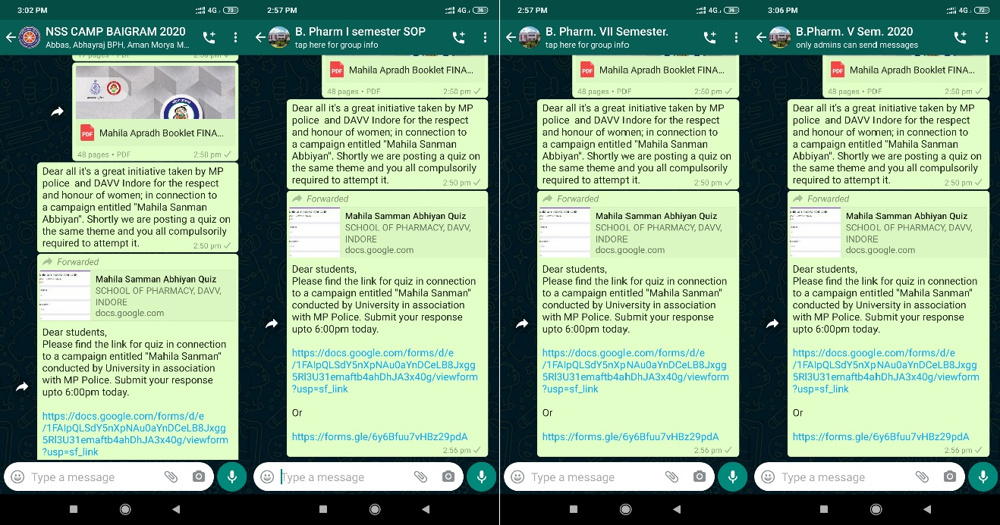 3:02 PM
4G
73
NSS CAMP BAIGRAM 2020
Abbas, Abhayraj BPH, Aman Morya M...
17 pages • PDF
2:50 pm
PDF
Mahila Apradh Booklet FINA...
48 pages • PDF
2:50 pm
Dear all it's a great initiative taken by MP
police and DAVV Indore for the respect
and honour of women; in connection to
a campaign entitled "Mahila Sanman
Abbiyan". Shortly we are posting a quiz on
the same theme and you all compulsorily
required to attempt it.
2:50 pm
Forwarded
Mahila Samman Abhiyan Quiz
SCHOOL OF PHARMACY, DAVV,
INDORE
docs.google.com
Dear students,
Please find the link for quiz in connection
to a campaign entitled "Mahila Sanman"
conducted by University in association
with MP Police. Submit your response
upto 6:00pm today.
https://docs.google.com/forms/d/e
/1FAIpQLSdY5nXpNAu0aYnDCeLB8Jxgg
5Rl3U31emaftb4ahDhJA3x40g/viewform
?usp=sf_link
Type a message
2:57 PM
4G
74
B. Pharm I semester SOP
tap here for group info
PDF
Mahila Apradh Booklet FINA...
48 pages • PDF
2:50 pm
Dear all it's a great initiative taken by MP
police and DAVV Indore for the respect
and honour of women; in connection to
a campaign entitled "Mahila Sanman
Abbiyan". Shortly we are posting a quiz on
the same theme and you all compulsorily
required to attempt it.
2:50 pm
Forwarded
Mahila Samman Abhiyan Quiz
SCHOOL OF PHARMACY, DAVV,
INDORE
docs.google.com
Dear students,
Please find the link for quiz in connection
to a campaign entitled "Mahila Sanman"
conducted by University in association
with MP Police. Submit your response
upto 6:00pm today.
https://docs.google.com/forms/d/e
/1FAIpQLSdY5nXpNAu0aYnDCeLB8Jxgg
5Rl3U31emaftb4ahDhJA3x40g/viewform
?usp=sf_link
Or
https://forms.gle/6y6Bfuu7vHBz29pdA
2:56 pm
Type a message
2:57 PM
4G
74
B. Pharm. VII Semester.
tap here for group info
PDF
Mahila Apradh Booklet FINA...
48 pages • PDF
2:50 pm
Dear all it's a great initiative taken by MP
police and DAVV Indore for the respect
and honour of women; in connection to
a campaign entitled "Mahila Sanman
Abbiyan". Shortly we are posting a quiz on
the same theme and you all compulsorily
required to attempt it.
2:50 pm
Forwarded
Mahila Samman Abhiyan Quiz
SCHOOL OF PHARMACY, DAVV,
INDORE
docs.google.com
Dear students,
Please find the link for quiz in connection
to a campaign entitled "Mahila Sanman"
conducted by University in association
with MP Police. Submit your response
upto 6:00pm today.
https://docs.google.com/forms/d/e
/1FAIpQLSdY5nXpNAu0aYnDCeLB8Jxgg
5Rl3U31emaftb4ahDhJA3x40g/viewform
?usp=sf_link
Or
https://forms.gle/6y6Bfuu7vHBz29pdA
2:56 pm
Type a message
3:06 PM
4G
72
B.Pharm. V Sem. 2020
only admins can send messages
PDF
Mahila Apradh Booklet FINA...
48 pages • PDF
2:50 pm
Dear all it's a great initiative taken by MP
police and DAVV Indore for the respect
and honour of women; in connection to
a campaign entitled "Mahila Sanman
Abbiyan". Shortly we are posting a quiz on
the same theme and you all compulsorily
required to attempt it.
2:50 pm
Forwarded
Mahila Samman Abhiyan Quiz
SCHOOL OF PHARMACY, DAVV,
INDORE
docs.google.com
Dear students,
Please find the link for quiz in connection
to a campaign entitled "Mahila Sanman"
conducted by University in association
with MP Police. Submit your response
upto 6:00pm today.
https://docs.google.com/forms/d/e
/1FAIpQLSdY5nXpNAu0aYnDCeLB8Jxgg
5Rl3U31emaftb4ahDhJA3x40g/viewform
?usp=sf_link
Or
https://forms.gle/6y6Bfuu7vHBz29pdA
2:56 pm
Type a message